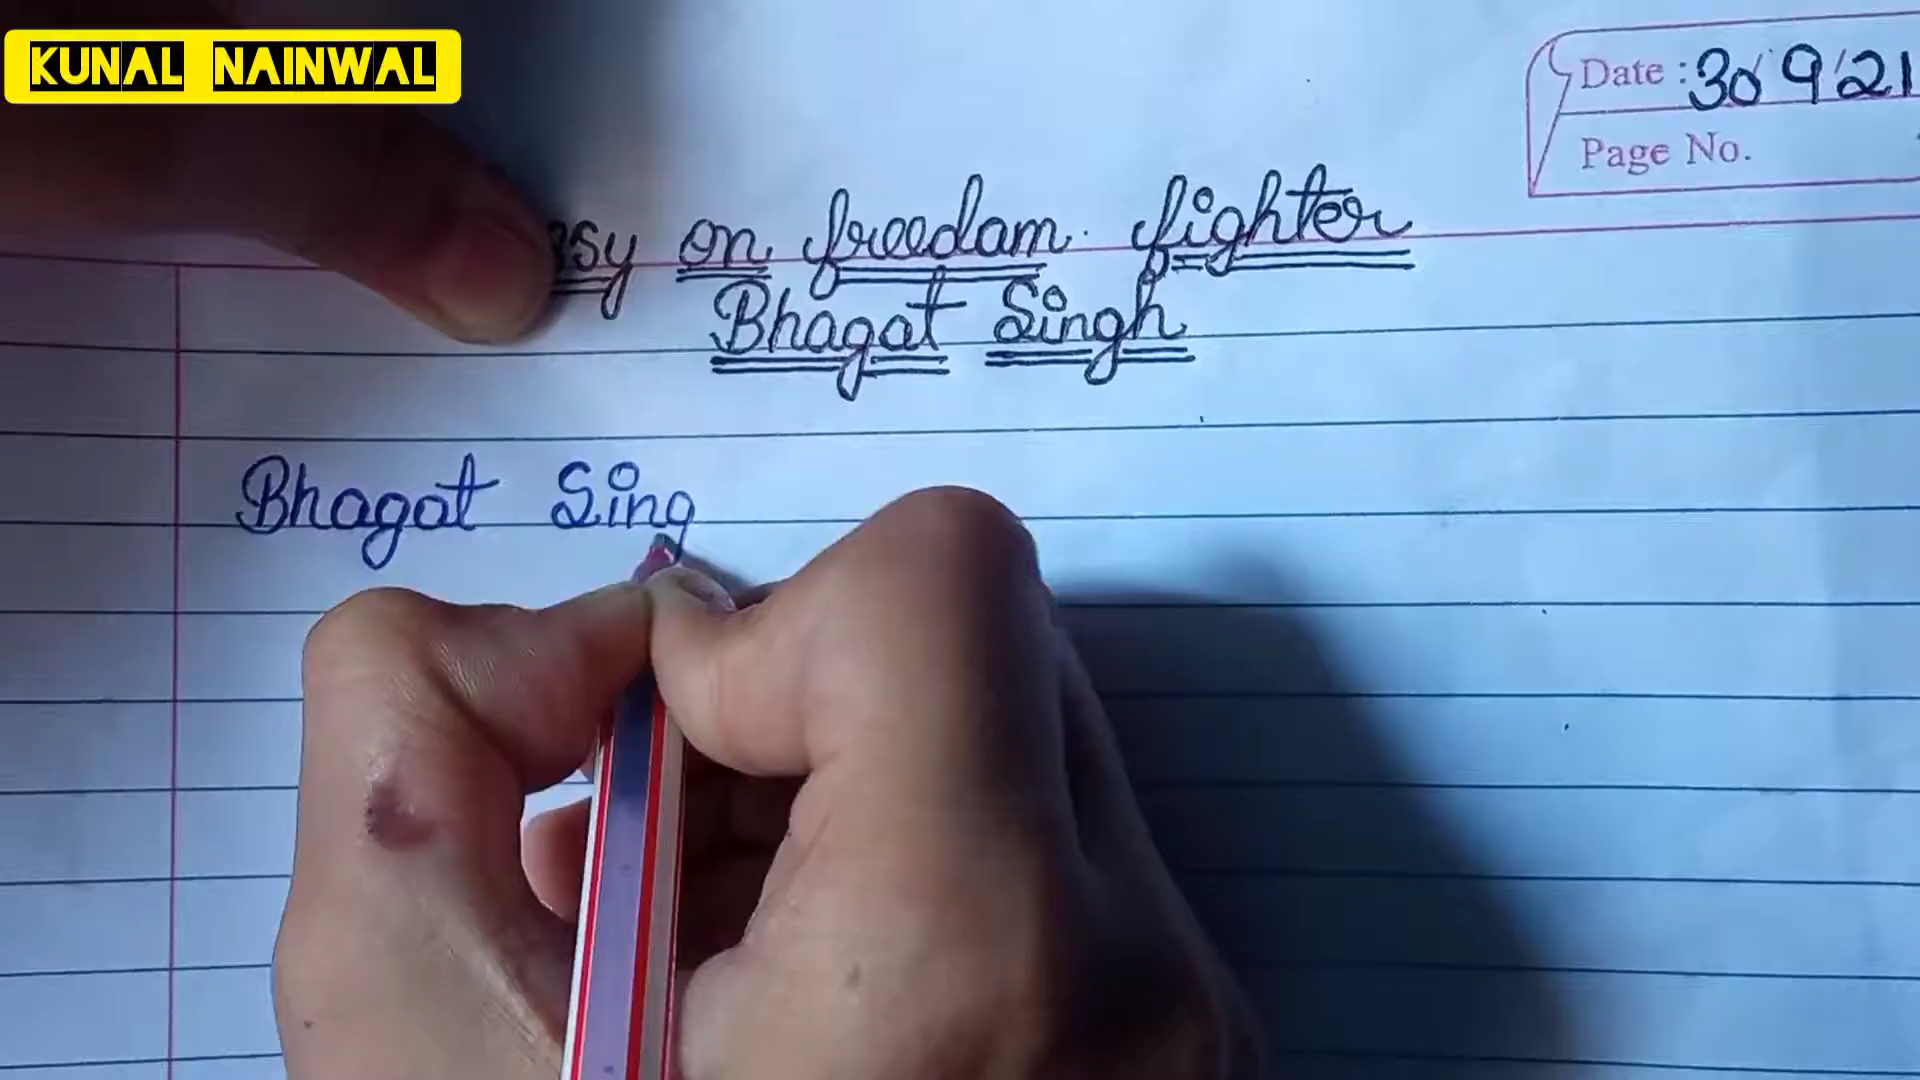 KUNAL NAINWAL
Date : 30/9/21
Page No.
on freedam fighter
Bhagat Singh
Bhagat Sing